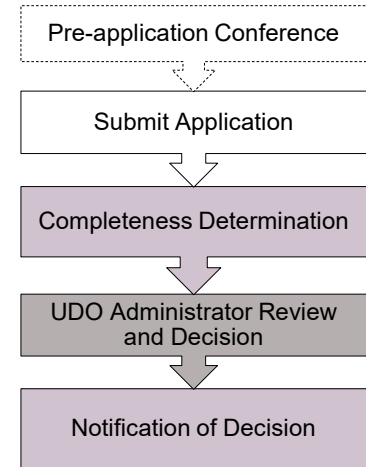 Pre-application Conference
Submit Application
Completeness Determination
UDO Administrator Review
and Decision
Notification of Decision